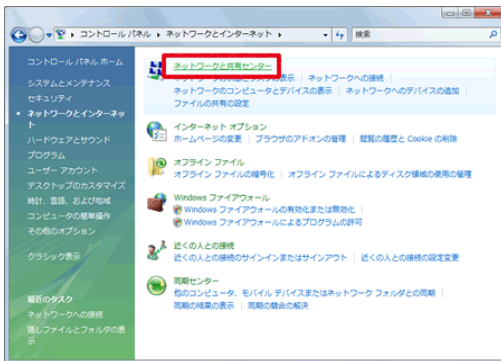 コントロール パネル ▸ ネットワークとインターネット ▸
検索
コントロール パネル ホーム
システムとメンテナンス
セキュリティ
ネットワークとインターネッ
ト
ハードウェアとサウンド
プログラム
ユーザー アカウント
デスクトップのカスタマイズ
時計、言語、および地域
コンピュータの簡単操作
その他のオプション
クラシック表示
最近のタスク
ネットワークへの接続
隠しファイルとフォルダの表
示
ネットワークと共有センター
ネットワークの状態とタスクの表示 | ネットワークへの接続
ネットワークのコンピュータとデバイスの表示 | ネットワークへのデバイスの追加
ファイルの共有の設定
インターネット オプション
ホームページの変更 | ブラウザのアドオンの管理 | 閲覧の履歴と Cookie の削除
オフライン ファイル
オフライン ファイルの暗号化 | オフライン ファイルによるディスク領域の使用の管理
Windows ファイアウォール
Windows ファイアウォールの有効化または無効化
Windows ファイアウォールによるプログラムの許可
近くの人との接続
近くの人との接続のサインインまたはサインアウト | 近くの人との接続の設定変更
同期センター
他のコンピュータ、モバイル デバイスまたはネットワーク フォルダとの同期
同期の結果の表示 | 同期の競合の解決